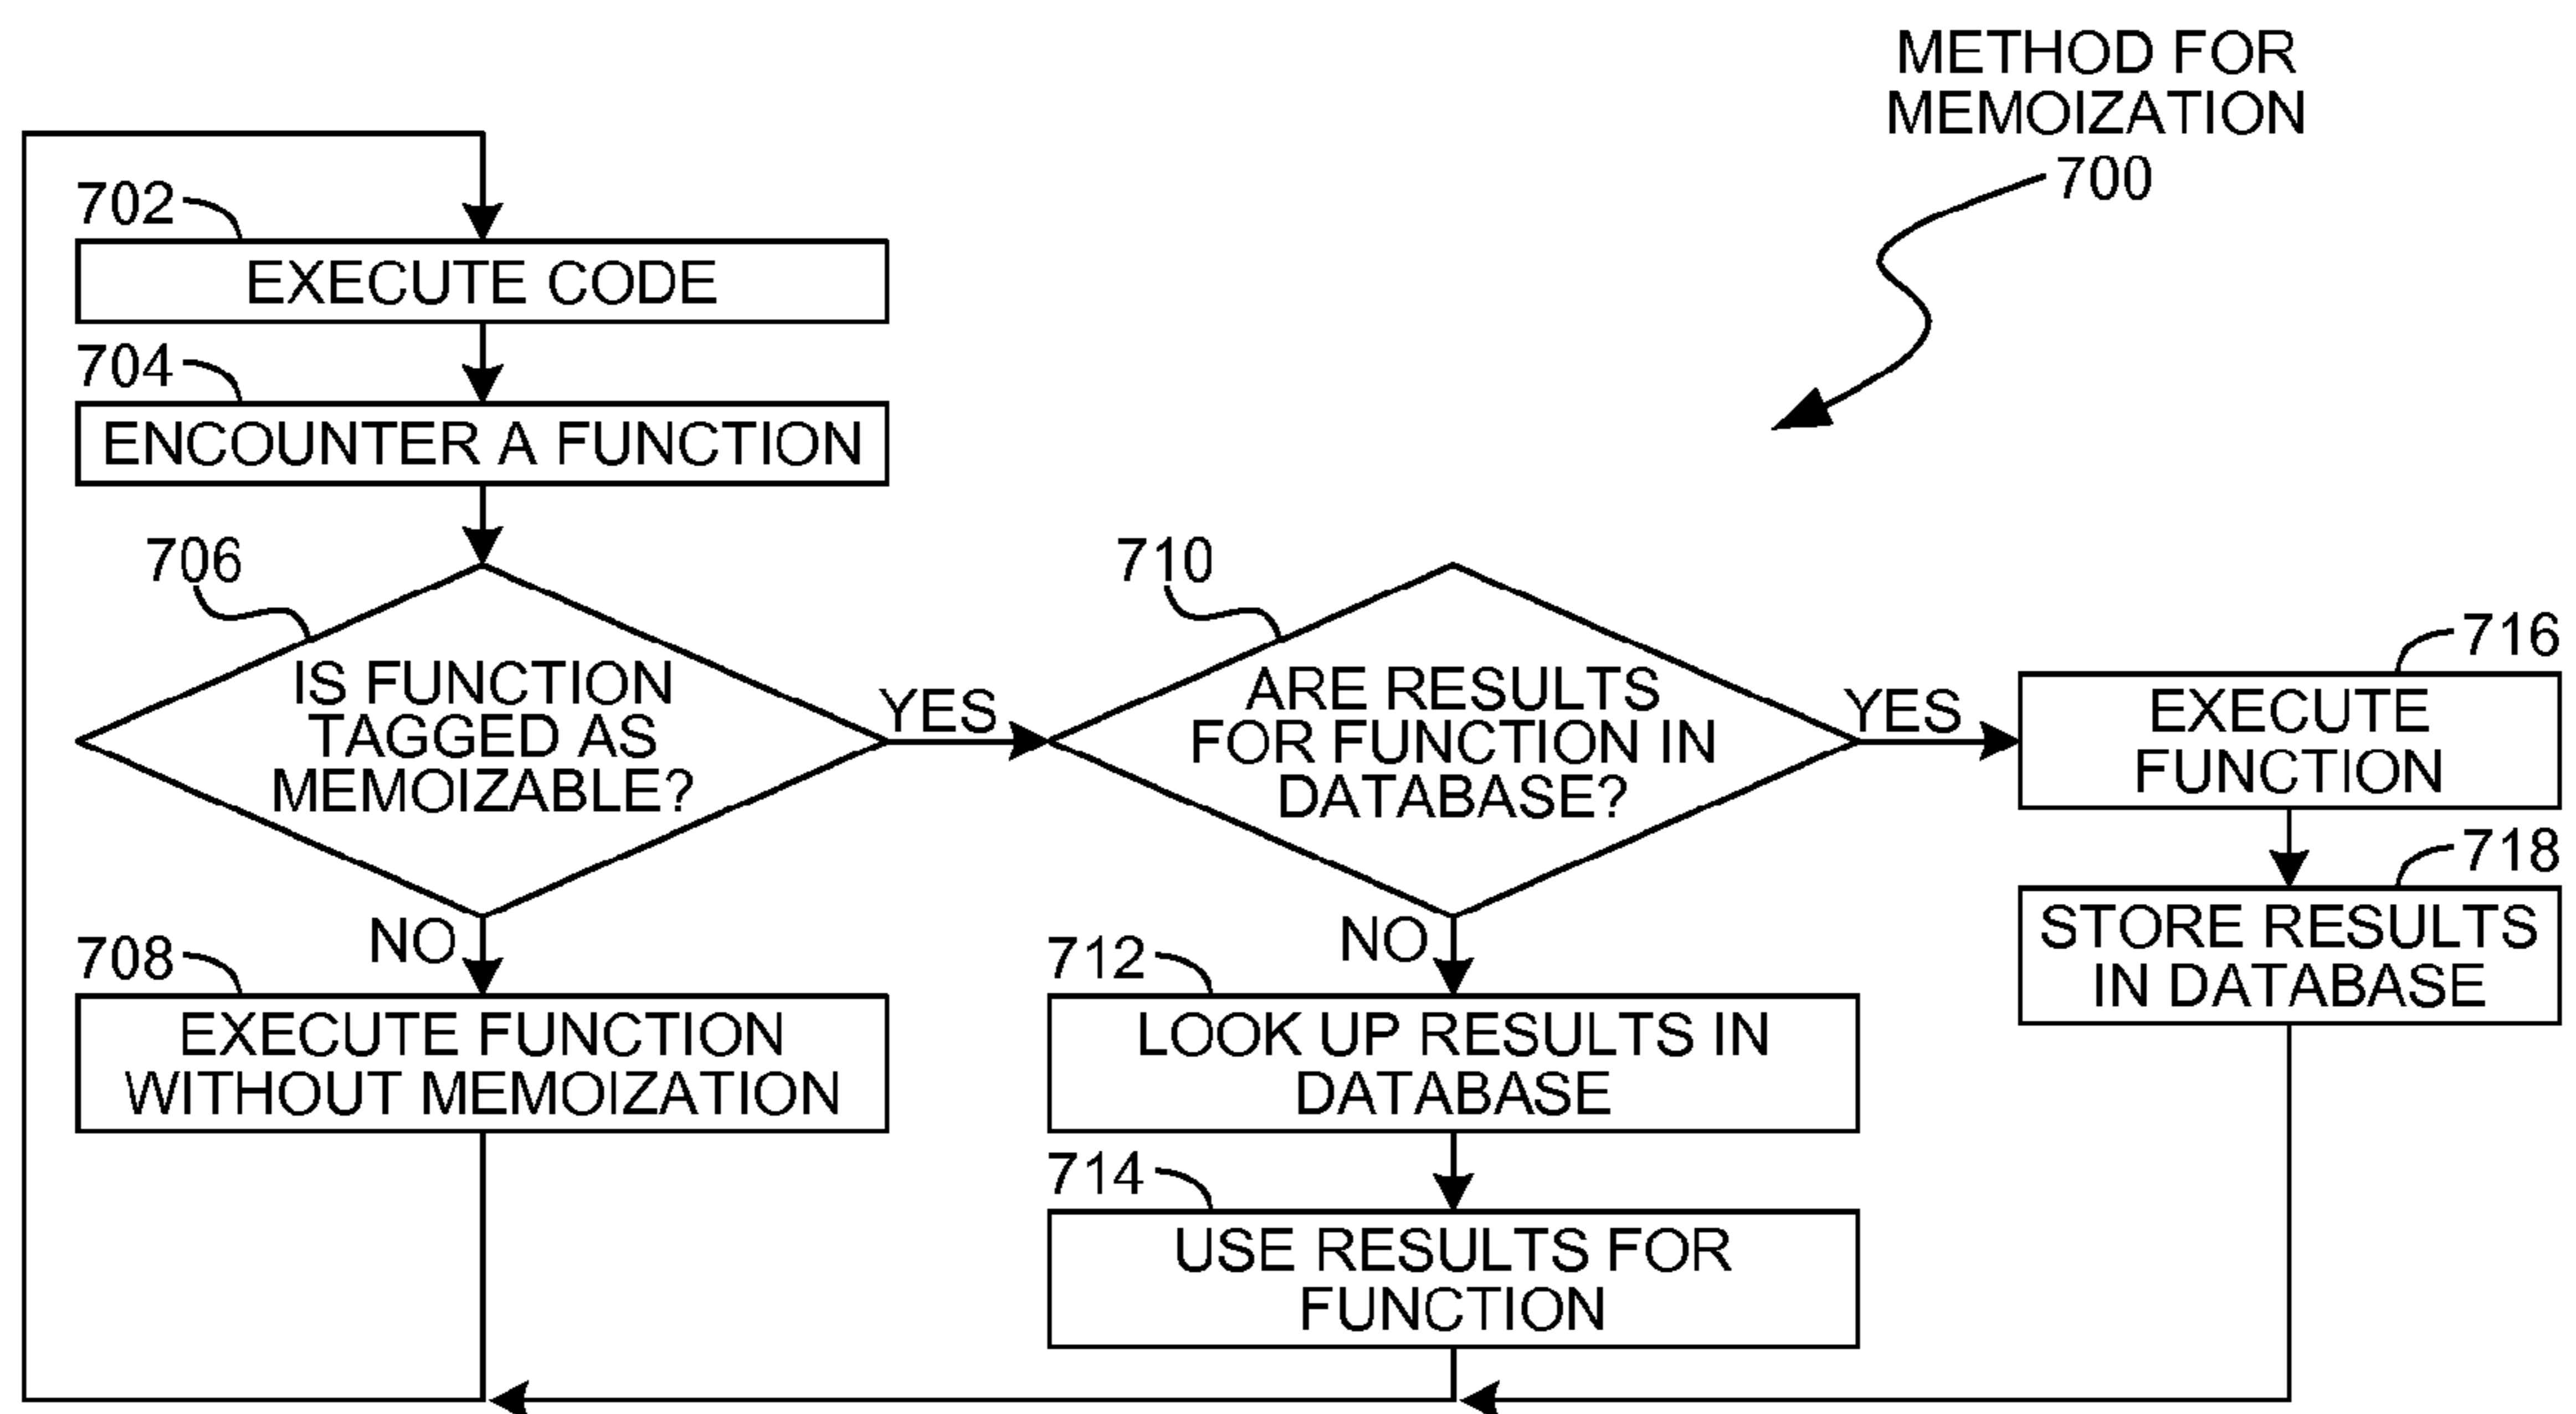 METHOD FOR
MEMOIZATION
700
702
EXECUTE CODE
704
ENCOUNTER A FUNCTION
706
IS FUNCTION
TAGGED AS
MEMOIZABLE?
YES
NO
708
EXECUTE FUNCTION
WITHOUT MEMOIZATION
710
ARE RESULTS
FOR FUNCTION IN
DATABASE?
YES
NO
712
LOOK UP RESULTS IN
DATABASE
714
USE RESULTS FOR
FUNCTION
716
EXECUTE
FUNCTION
718
STORE RESULTS
IN DATABASE